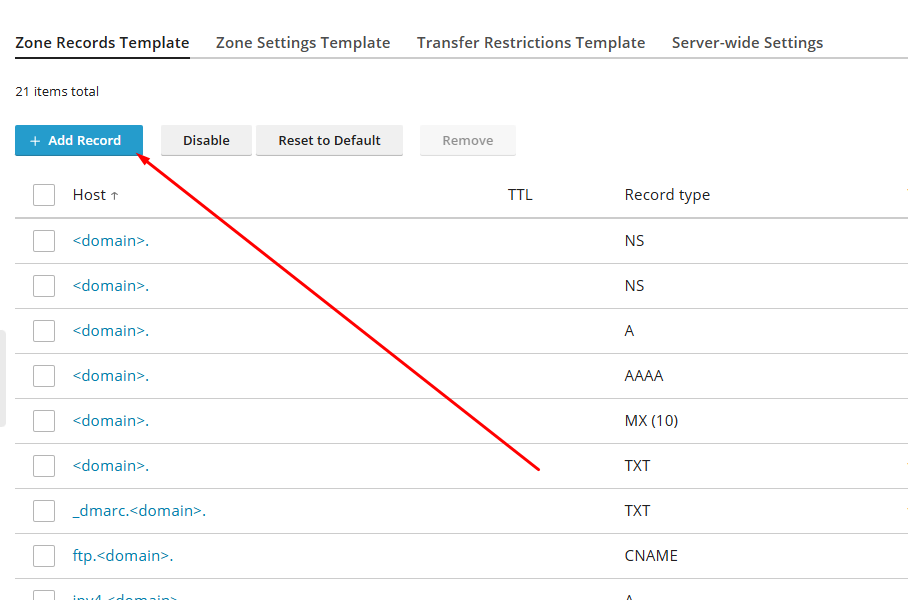 Zone Records Template Zone Settings Template Transfer Restrictions Template Server-wide Settings
21 items total
+ Add Record Disable Reset to Default Remove
Host ↑ TTL Record type
<domain>. NS
<domain>. NS
<domain>. A
<domain>. AAAA
<domain>. MX (10)
<domain>. TXT
_dmarc.<domain>. TXT
ftp.<domain>. CNAME
ipv4.<domain>. A